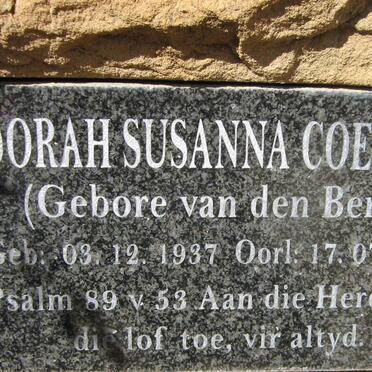 OORAH SUSANNA COE
(Gebore van den Ber
Geb: 03. 12. 1937 Oorl: 17. 0
Psalm 89 v 53 Aan die Here
die lof toe, vir altyd.